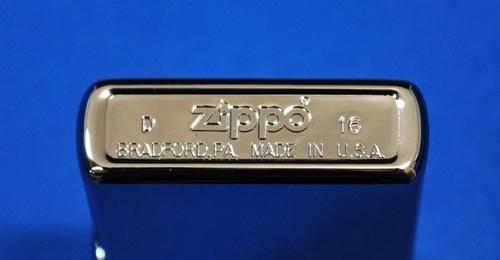 D zippo® 16
BRADFORD,PA. MADE IN U.S.A.